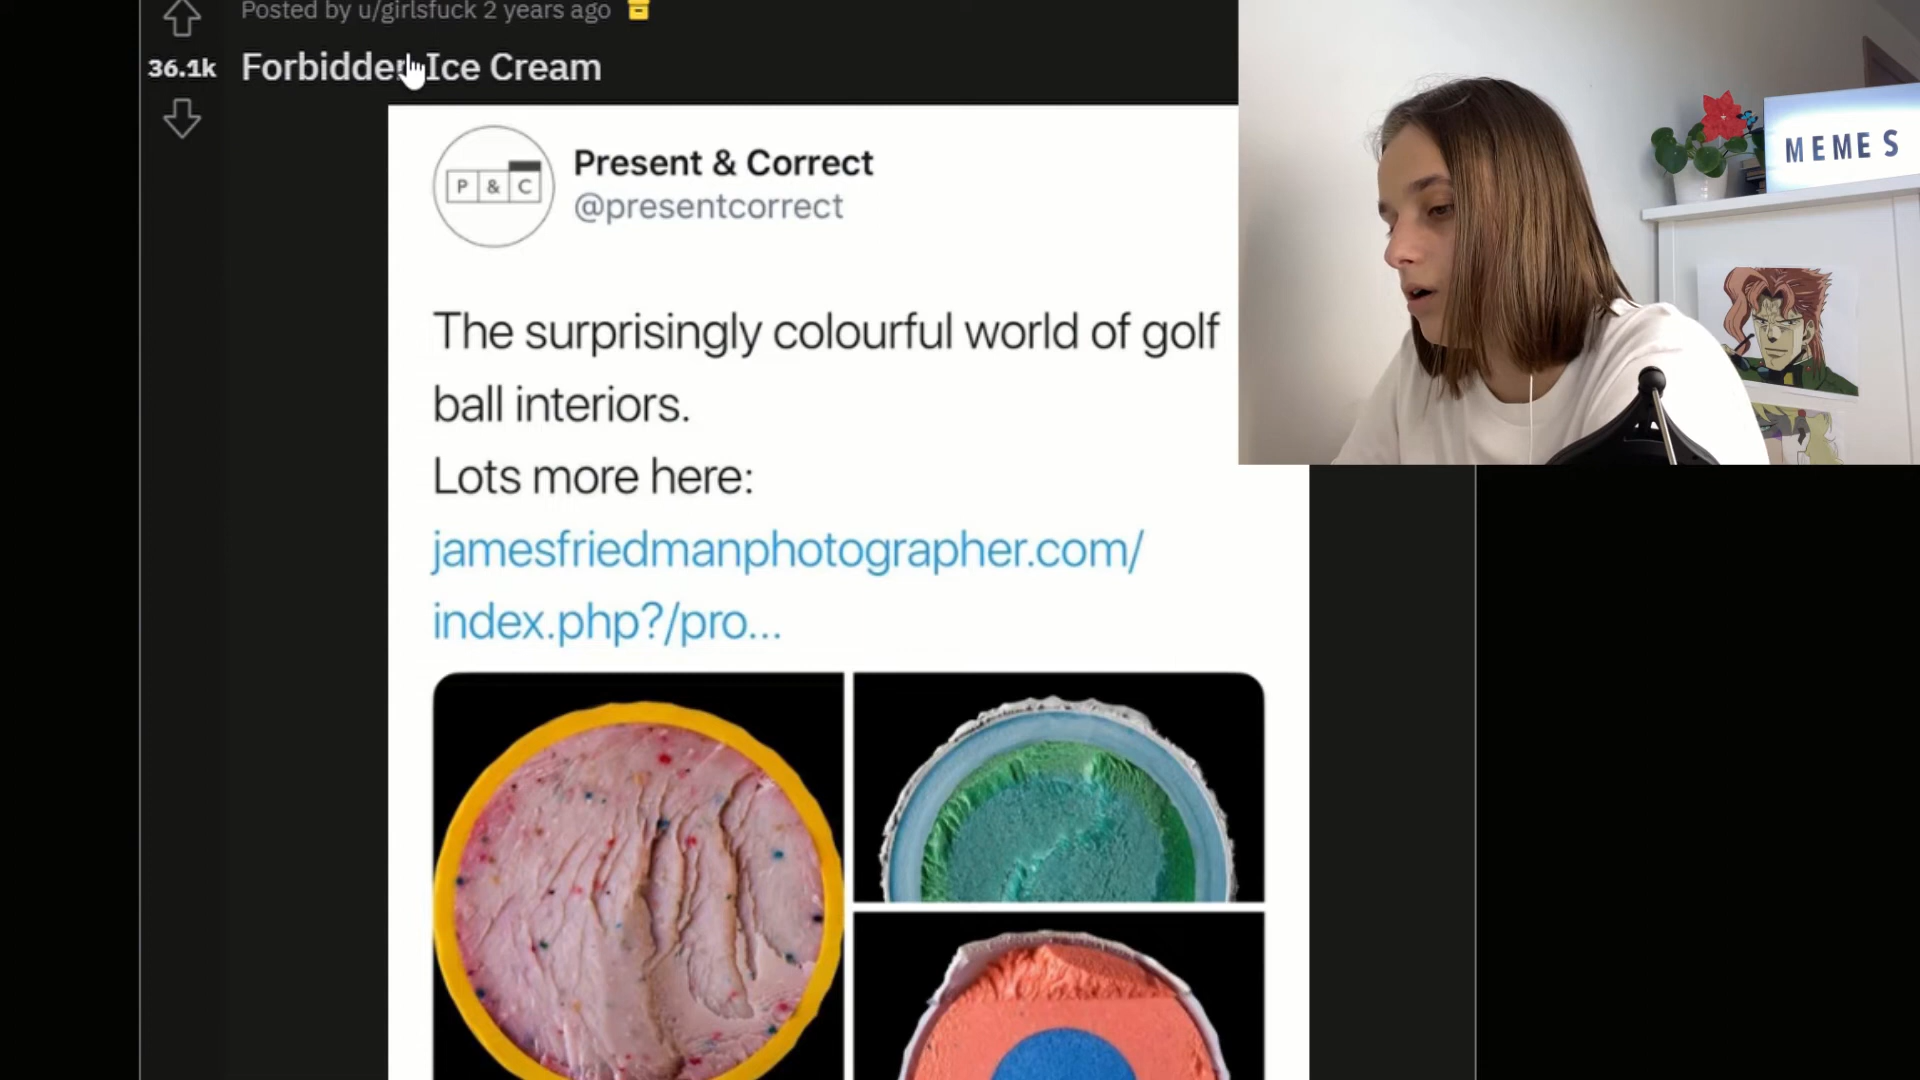 Posted by u/girlsfuck 2 years ago
36.1k
Forbidden Ice Cream
P & C
Present & Correct
@presentcorrect
The surprisingly colourful world of golf
ball interiors.
Lots more here:
jamesfriedmanphotographer.com/
index.php?/pro...
MEMES